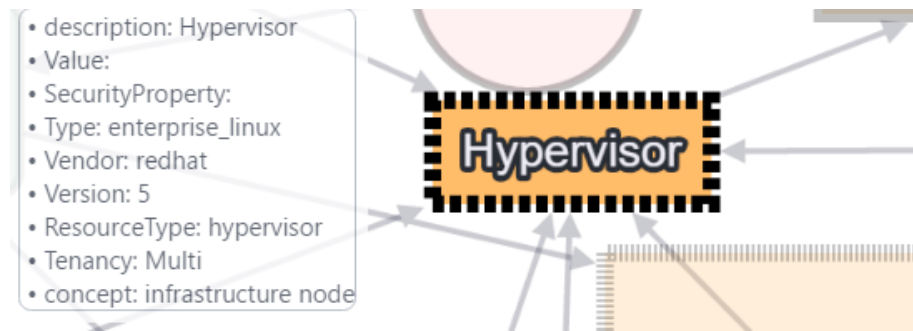 • description: Hypervisor
• Value:
• SecurityProperty:
• Type: enterprise_linux
• Vendor: redhat
• Version: 5
• ResourceType: hypervisor
• Tenancy: Multi
• concept: infrastructure node
Hypervisor